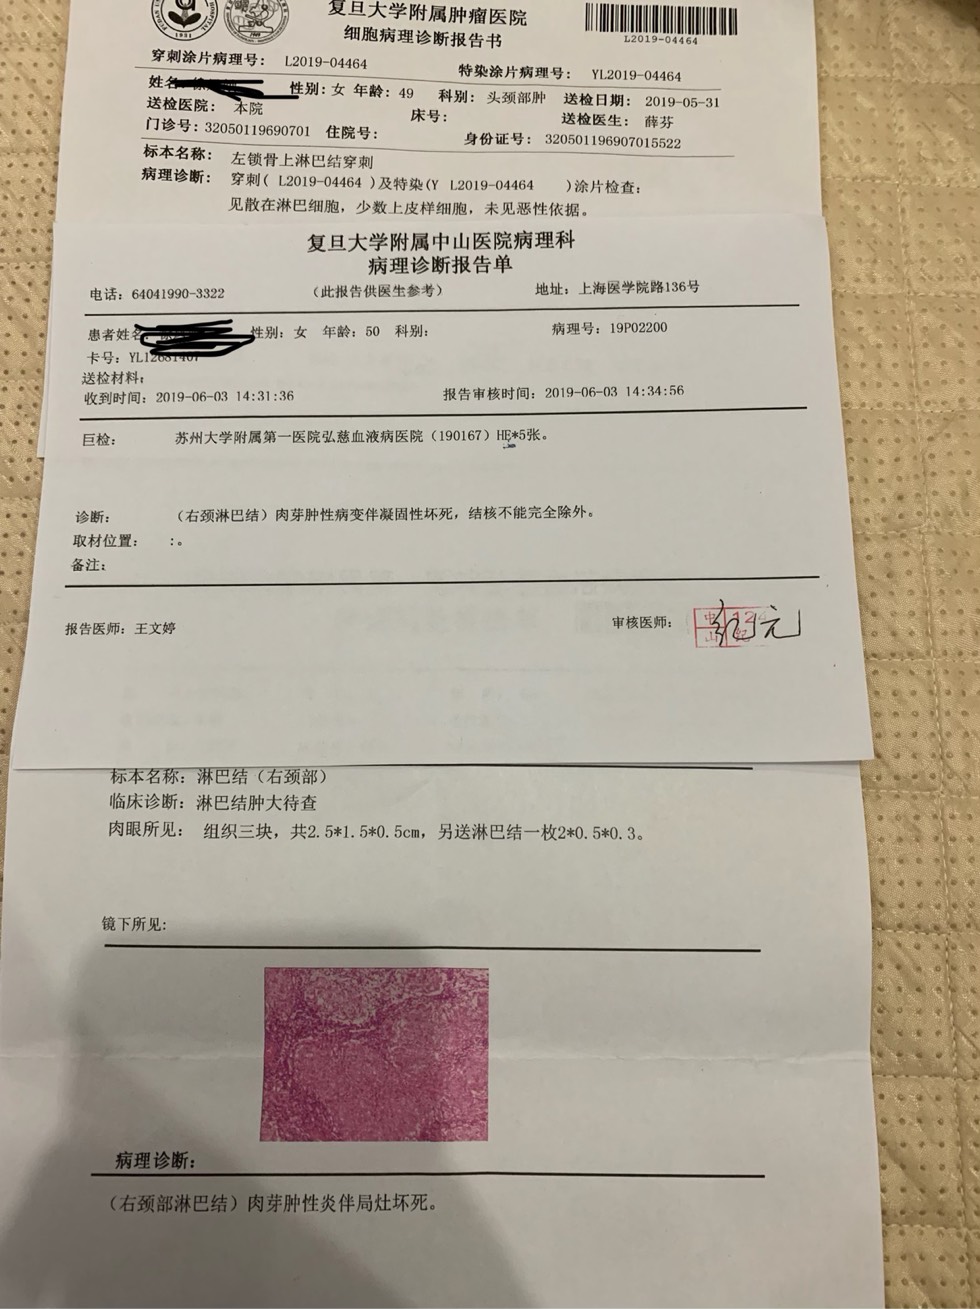 复旦大学附属肿瘤医院
细胞病理诊断报告书
L2019-04464
穿刺涂片病理号： L2019-04464 特染涂片病理号： YL2019-04464
姓名 性别：女 年龄：49 科别：头颈部肿 送检日期：2019-05-31
送检医院：本院 床号： 送检医生：薛芬
门诊号：32050119690701 住院号： 身份证号：320501196907015522
标本名称： 左锁骨上淋巴结穿刺
病理诊断： 穿刺( L2019-04464 )及特染(Y L2019-04464 )涂片检查：
见散在淋巴细胞，少数上皮样细胞，未见恶性依据。
复旦大学附属中山医院病理科
病理诊断报告单
电话：64041990-3322 （此报告供医生参考） 地址：上海医学院路136号
患者姓名 性别：女 年龄：50 科别： 病理号：19P02200
卡号：YL12681407
送检材料：
收到时间：2019-06-03 14:31:36 报告审核时间：2019-06-03 14:34:56
巨检： 苏州大学附属第一医院弘慈血液病医院（190167）HE*5张。
诊断： （右颈淋巴结）肉芽肿性病变伴凝固性坏死，结核不能完全除外。
取材位置： ：。
备注：
报告医师：王文婷 审核医师：
标本名称：淋巴结（右颈部）
临床诊断：淋巴结肿大待查
肉眼所见： 组织三块，共2.5*1.5*0.5cm，另送淋巴结一枚2*0.5*0.3。
镜下所见：
病理诊断：
（右颈部淋巴结）肉芽肿性炎伴局灶坏死。